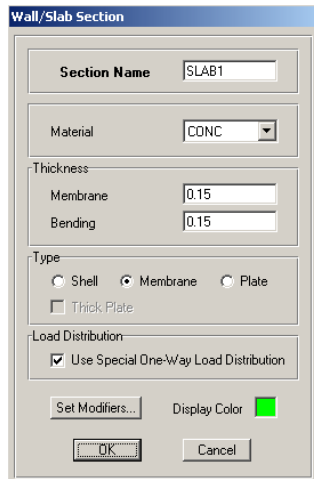 Wall/Slab Section
Section Name SLAB1
Material CONC
Thickness
Membrane 0.15
Bending 0.15
Type
Shell Membrane Plate
Thick Plate
Load Distribution
Use Special One-Way Load Distribution
Set Modifiers... Display Color
OK Cancel